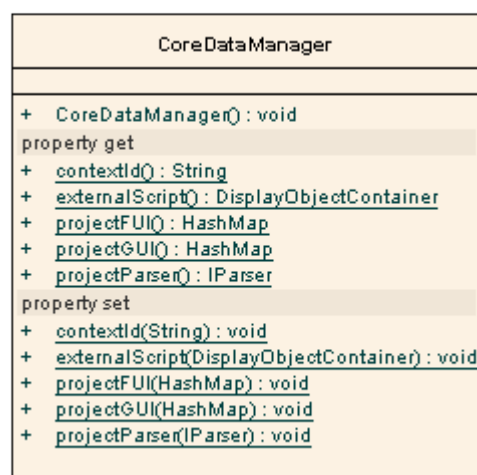 CoreDataManager
+ CoreDataManager() : void
property get
+ contextId() : String
+ externalScript() : DisplayObjectContainer
+ projectFUI() : HashMap
+ projectGUI() : HashMap
+ projectParser() : IParser
property set
+ contextId(String) : void
+ externalScript(DisplayObjectContainer) : void
+ projectFUI(HashMap) : void
+ projectGUI(HashMap) : void
+ projectParser(IParser) : void